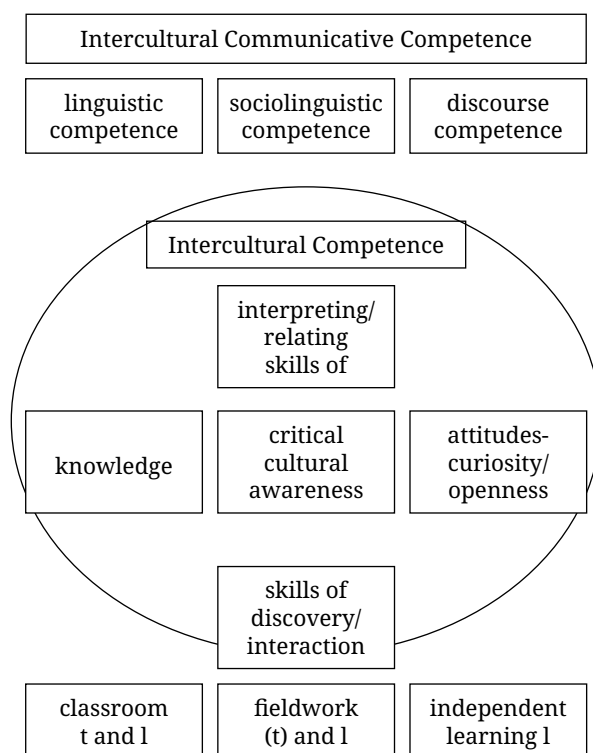 Intercultural Communicative Competence
linguistic
competence
sociolinguistic
competence
discourse
competence
Intercultural Competence
interpreting/
relating
skills of
knowledge
critical
cultural
awareness
attitudes-
curiosity/
openness
skills of
discovery/
interaction
classroom
t and l
fieldwork
(t) and l
independent
learning l